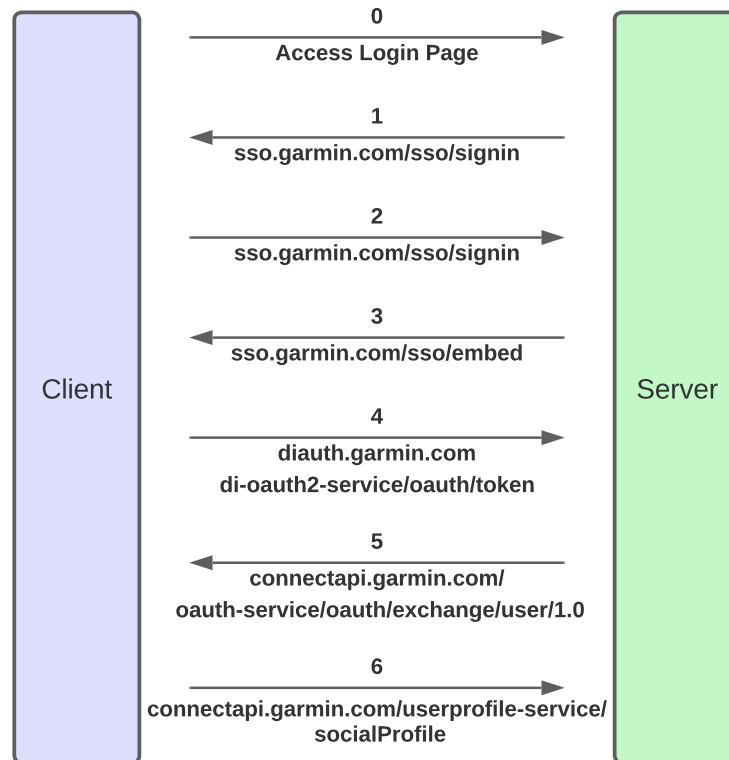 0
Access Login Page
1
sso.garmin.com/sso/signin
2
sso.garmin.com/sso/signin
3
sso.garmin.com/sso/embed
Client
Server
4
diauth.garmin.com
di-oauth2-service/oauth/token
5
connectapi.garmin.com/
oauth-service/oauth/exchange/user/1.0
6
connectapi.garmin.com/userprofile-service/
socialProfile